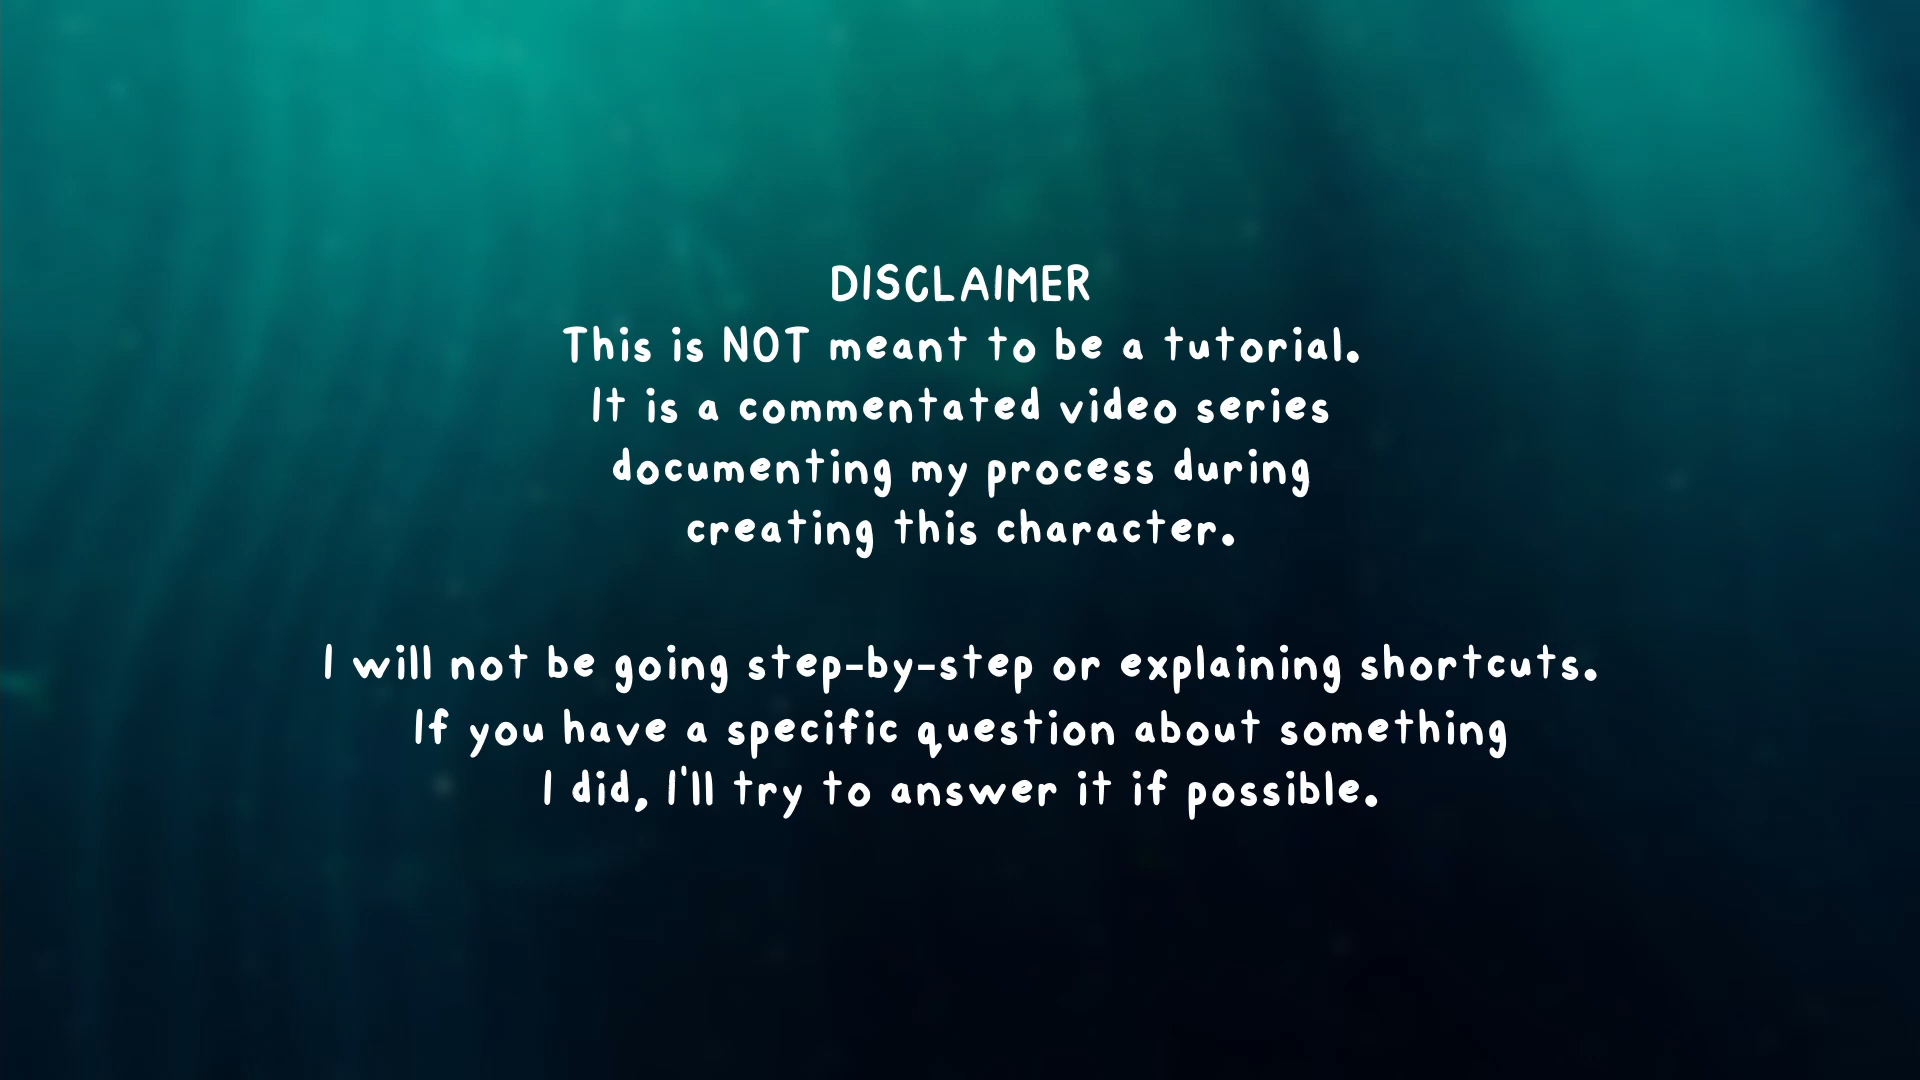 DISCLAIMER
This is NOT meant to be a tutorial.
It is a commentated video series
documenting my process during
creating this character.
I will not be going step-by-step or explaining shortcuts.
If you have a specific question about something
I did, I'll try to answer it if possible.